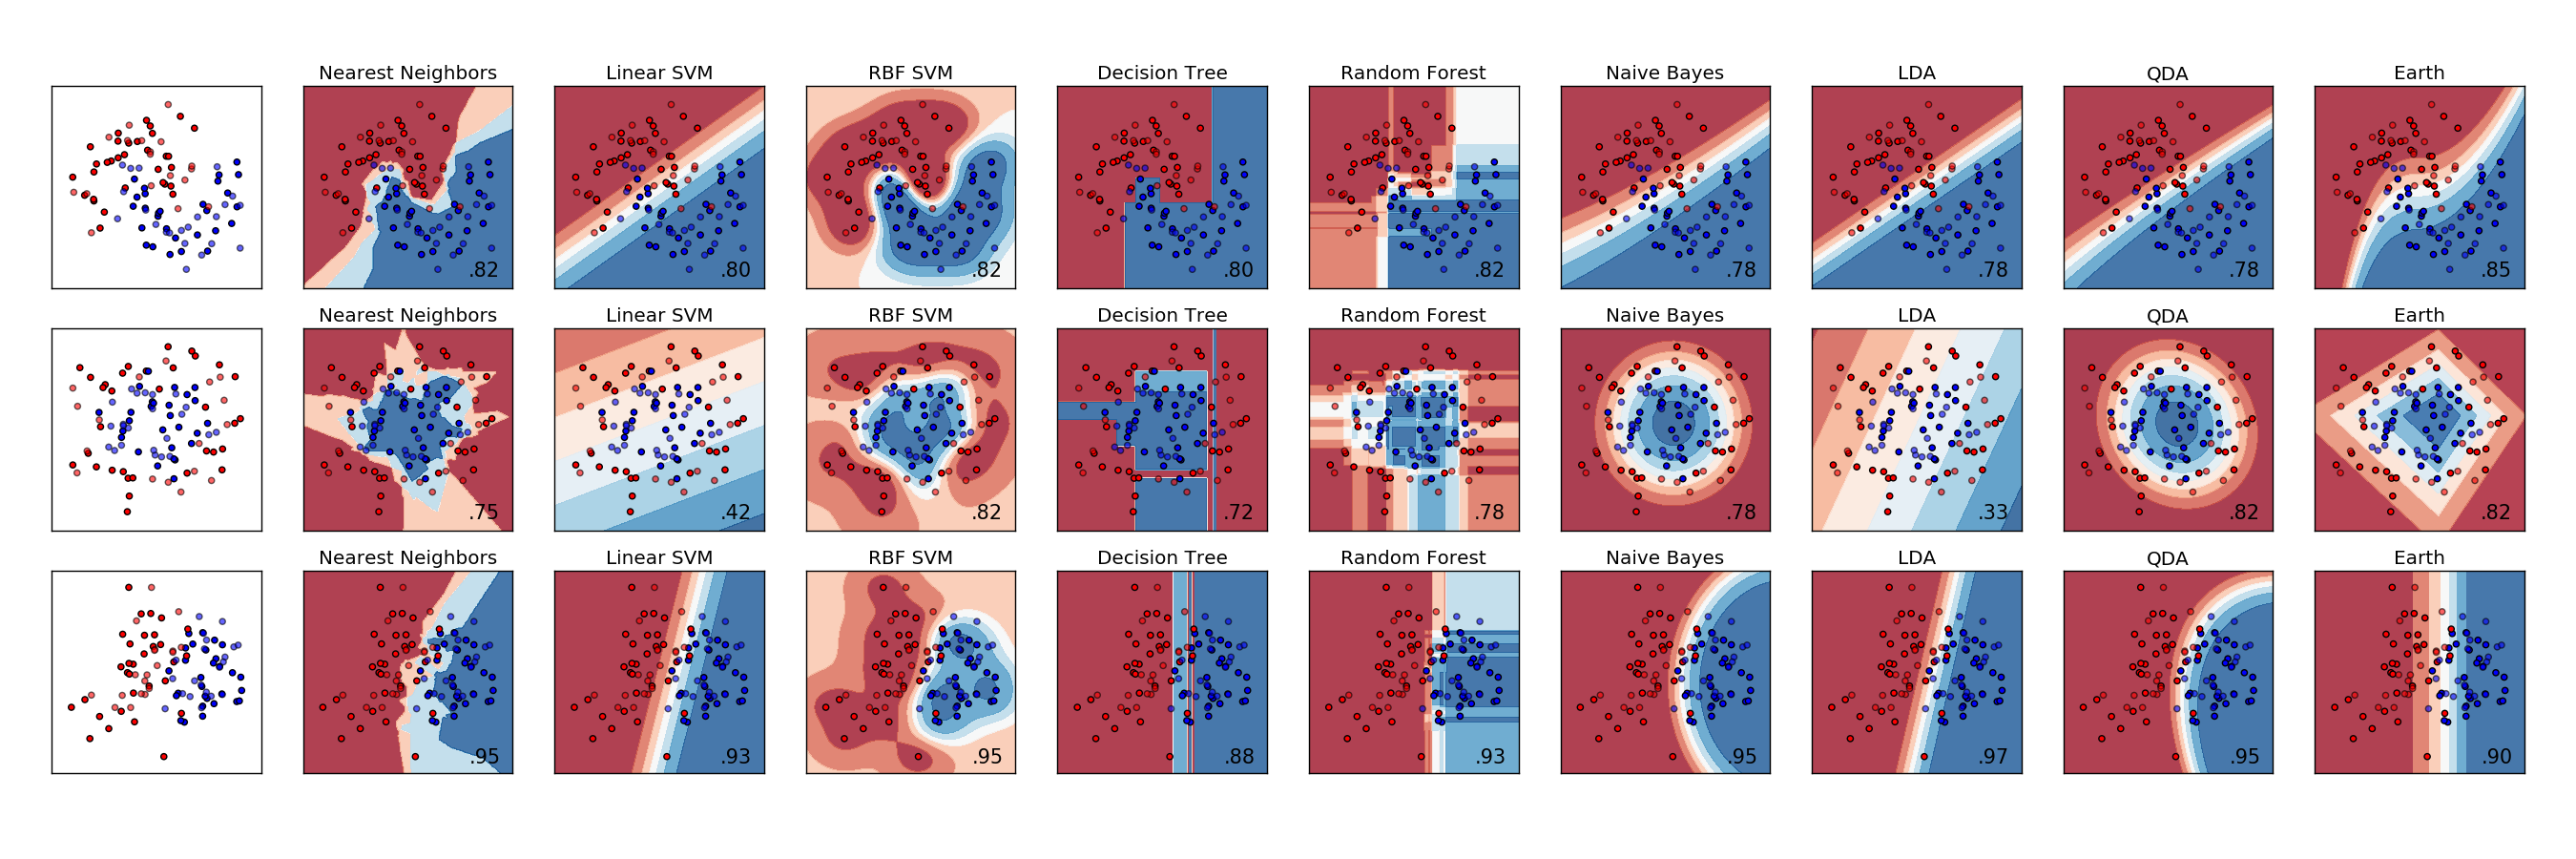 Nearest Neighbors Linear SVM RBF SVM Decision Tree Random Forest Naive Bayes LDA QDA Earth
.82 .80 .82 .80 .82 .78 .78 .78 .85
Nearest Neighbors Linear SVM RBF SVM Decision Tree Random Forest Naive Bayes LDA QDA Earth
.75 .42 .82 .72 .78 .78 .33 .82 .82
Nearest Neighbors Linear SVM RBF SVM Decision Tree Random Forest Naive Bayes LDA QDA Earth
.95 .93 .95 .88 .93 .95 .97 .95 .90